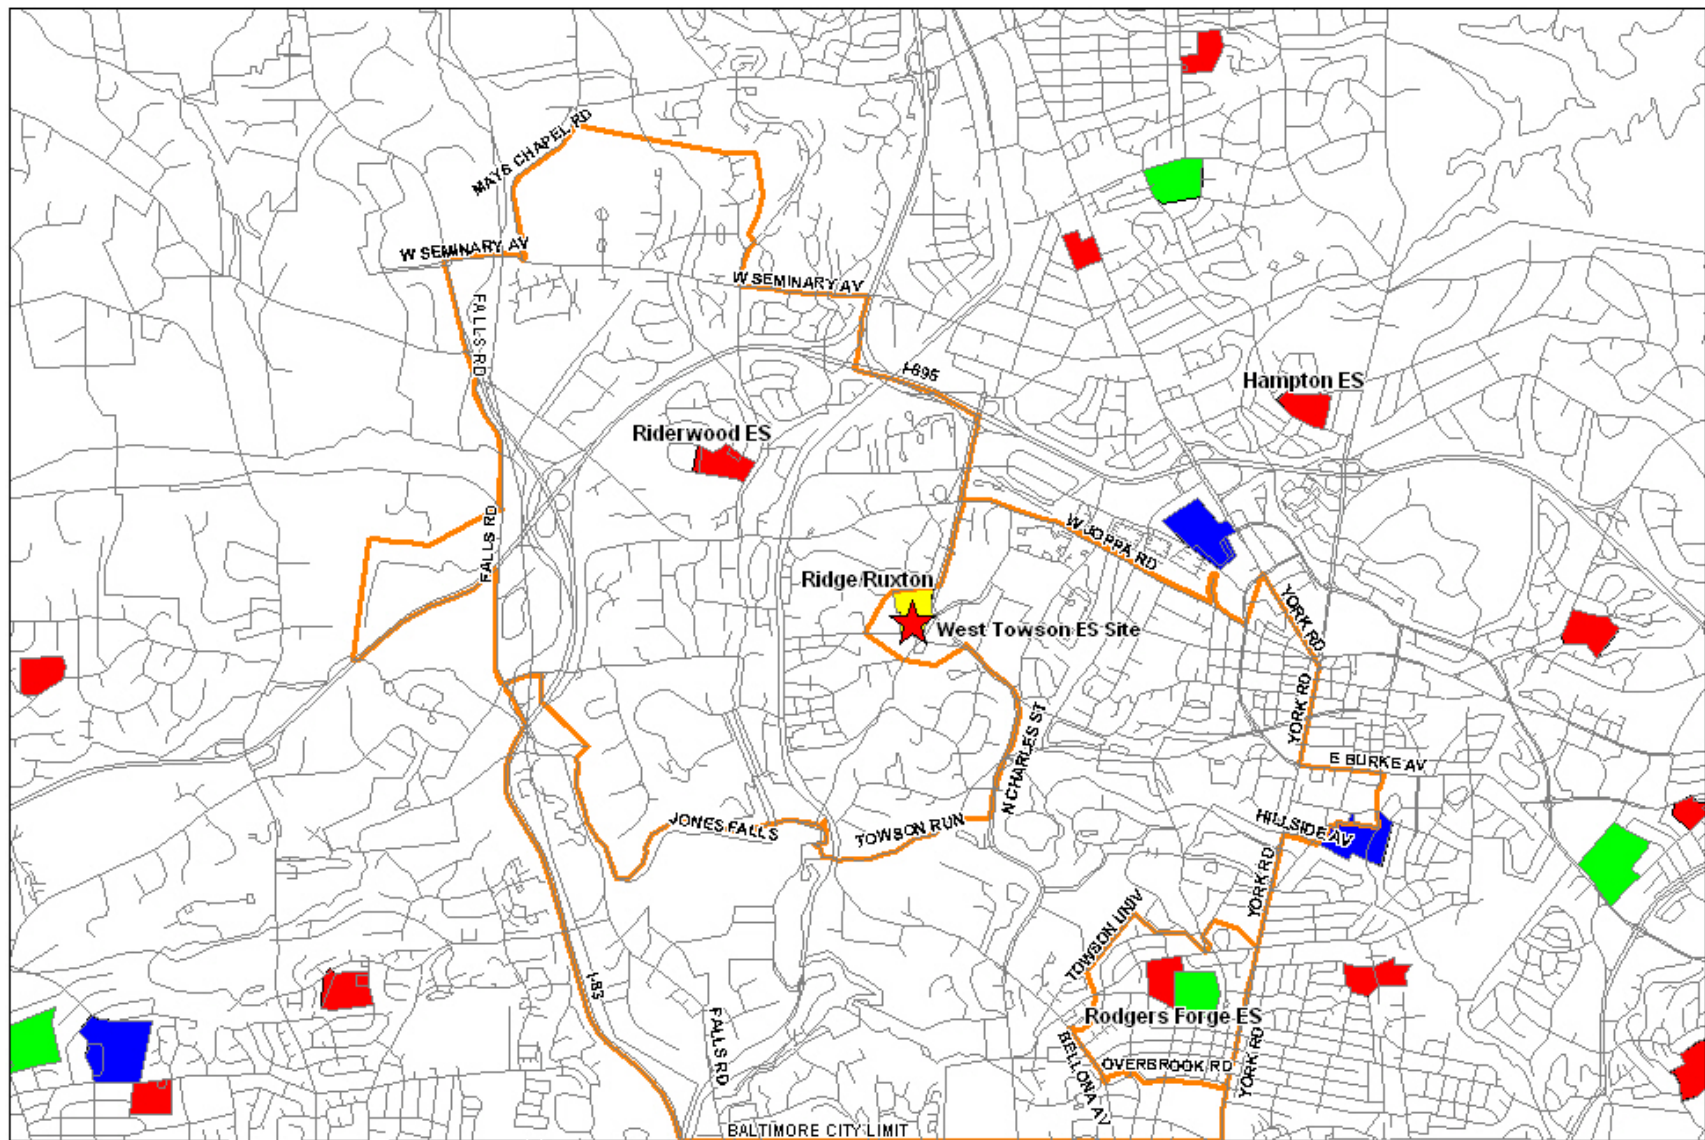 MAYS CHAPEL RD
W SEMINARY AV
W SEMINARY AV
FALLS RD
I-695
Hampton ES
Riderwood ES
FALLS RD
W JOPPA RD
Ridge/Ruxton
West Towson ES Site
YORK RD
YORK RD
N CHARLES ST
E BURKE AV
JONES FALLS
TOWSON RUN
HILLSIDE AV
YORK RD
TOWSON UNIV
I-83
FALLS RD
Rodgers Forge ES
BELLONA AV
OVERBROOK RD
YORK RD
BALTIMORE CITY LIMIT